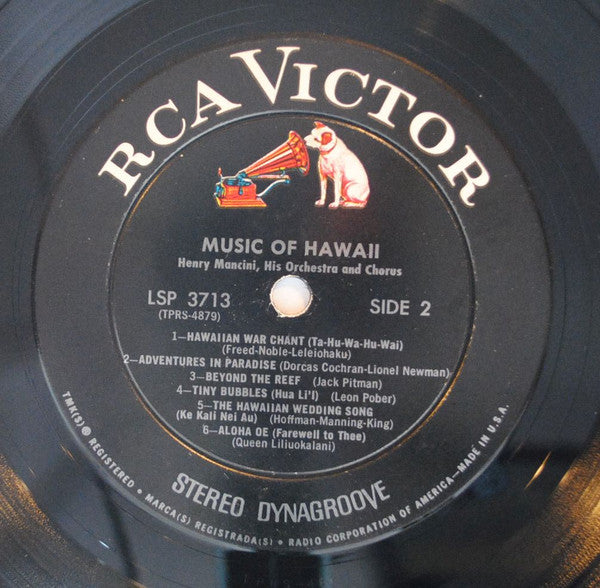 RCA VICTOR
MUSIC OF HAWAII
Henry Mancini, His Orchestra and Chorus
LSP 3713
(TPRS-4879)
SIDE 2
1—HAWAIIAN WAR CHANT (Ta-Hu-Wa-Hu-Wai)
(Freed-Noble-Leleiohaku)
2—ADVENTURES IN PARADISE (Dorcas Cochran-Lionel Newman)
3—BEYOND THE REEF (Jack Pitman)
4—TINY BUBBLES (Hua Li'l) (Leon Pober)
5—THE HAWAIIAN WEDDING SONG
(Ke Kali Nei Au) (Hoffman-Manning-King)
6—ALOHA OE (Farewell to Thee)
(Queen Liliuokalani)
STEREO DYNAGROOVE
TMK(S) ® REGISTERED • MARCA(S) REGISTRADA(S) • RADIO CORPORATION OF AMERICA—MADE IN U.S.A.